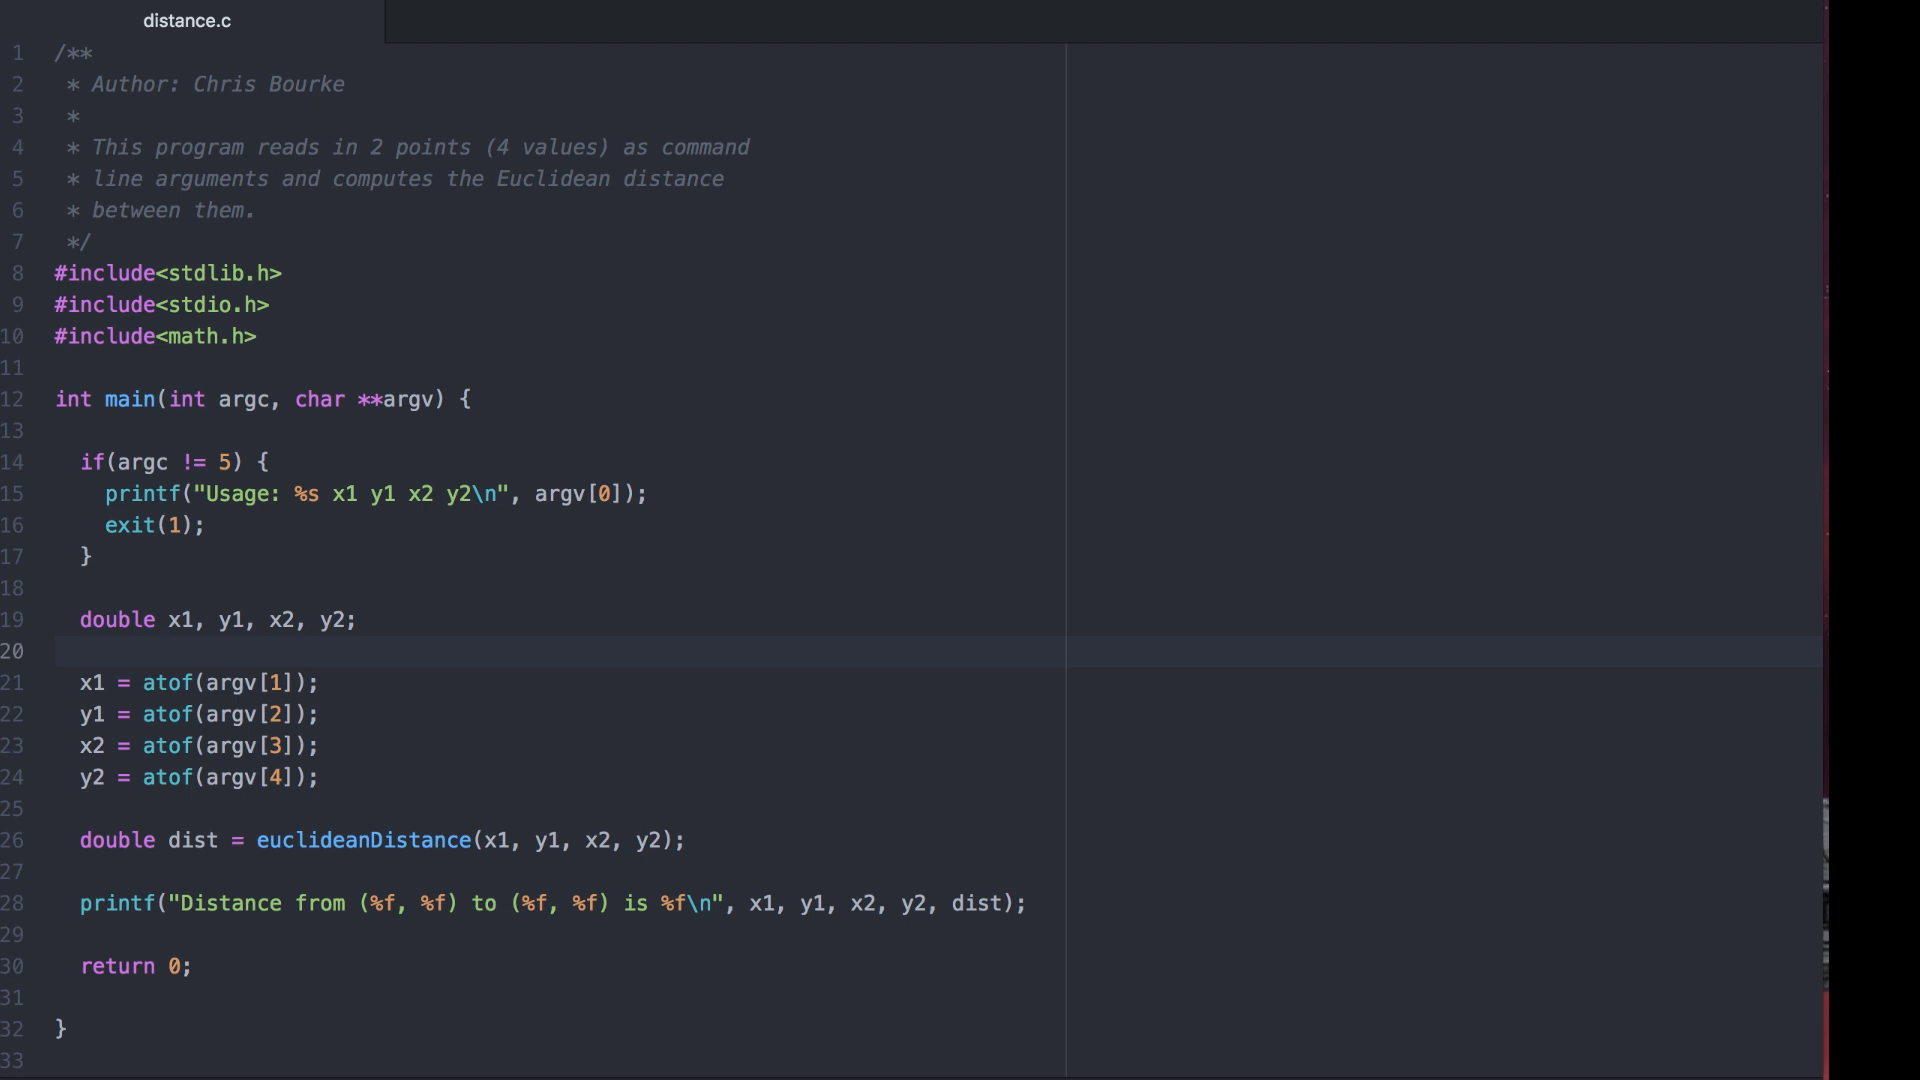 distance.c
1 /**
2  * Author: Chris Bourke
3  *
4  * This program reads in 2 points (4 values) as command
5  * line arguments and computes the Euclidean distance
6  * between them.
7  */
8 #include<stdlib.h>
9 #include<stdio.h>
10 #include<math.h>
11
12 int main(int argc, char **argv) {
13
14   if(argc != 5) {
15     printf("Usage: %s x1 y1 x2 y2\n", argv[0]);
16     exit(1);
17   }
18
19   double x1, y1, x2, y2;
20
21   x1 = atof(argv[1]);
22   y1 = atof(argv[2]);
23   x2 = atof(argv[3]);
24   y2 = atof(argv[4]);
25
26   double dist = euclideanDistance(x1, y1, x2, y2);
27
28   printf("Distance from (%f, %f) to (%f, %f) is %f\n", x1, y1, x2, y2, dist);
29
30   return 0;
31
32 }
33